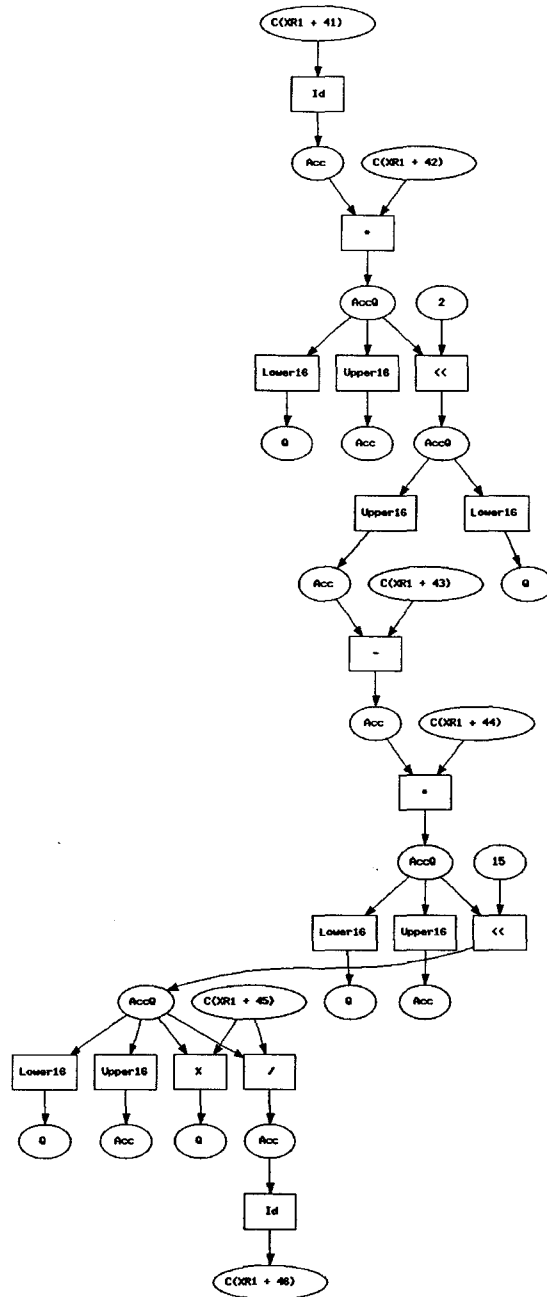 C(XR1 + 41)
Id
Acc
C(XR1 + 42)
*
AccQ
2
Lower16
Upper16
<<
Q
Acc
AccQ
Upper16
Lower16
Acc
C(XR1 + 43)
Q
-
Acc
C(XR1 + 44)
*
AccQ
15
Lower16
Upper16
<<
AccQ
C(XR1 + 45)
Q
Acc
Lower16
Upper16
%
/
Q
Acc
Q
Acc
Id
C(XR1 + 46)